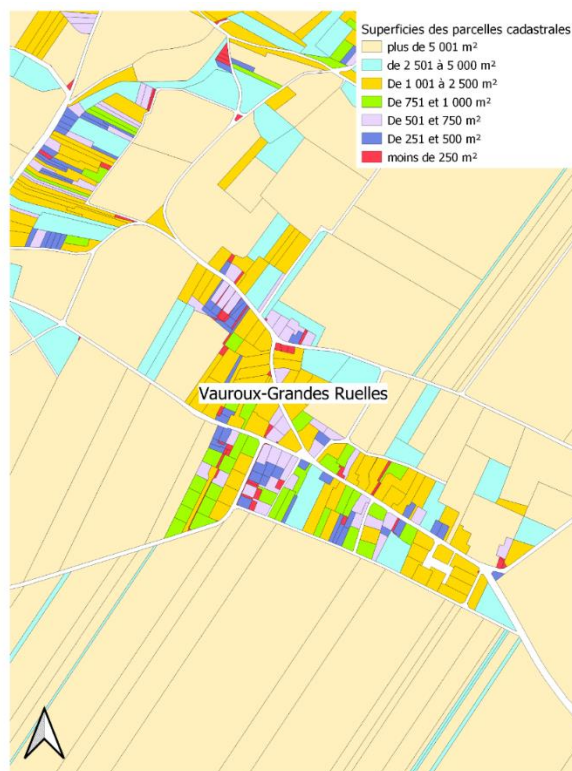 Superficies des parcelles cadastrales
plus de 5 001 m²
de 2 501 à 5 000 m²
De 1 001 à 2 500 m²
De 751 et 1 000 m²
De 501 et 750 m²
De 251 et 500 m²
moins de 250 m²
Vauroux-Grandes Ruelles